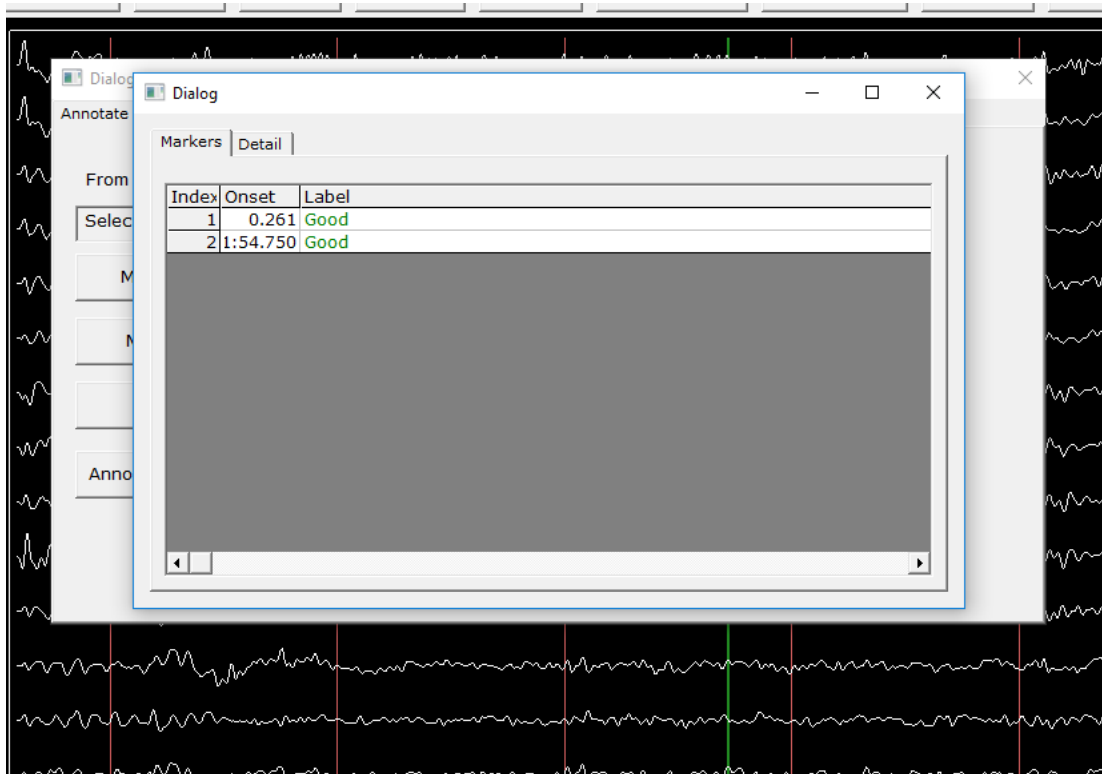 Dialog
Dialog
Annotate
Markers Detail
From
Selec
Index Onset Label
1 0.261 Good
2 1:54.750 Good
M
Anno